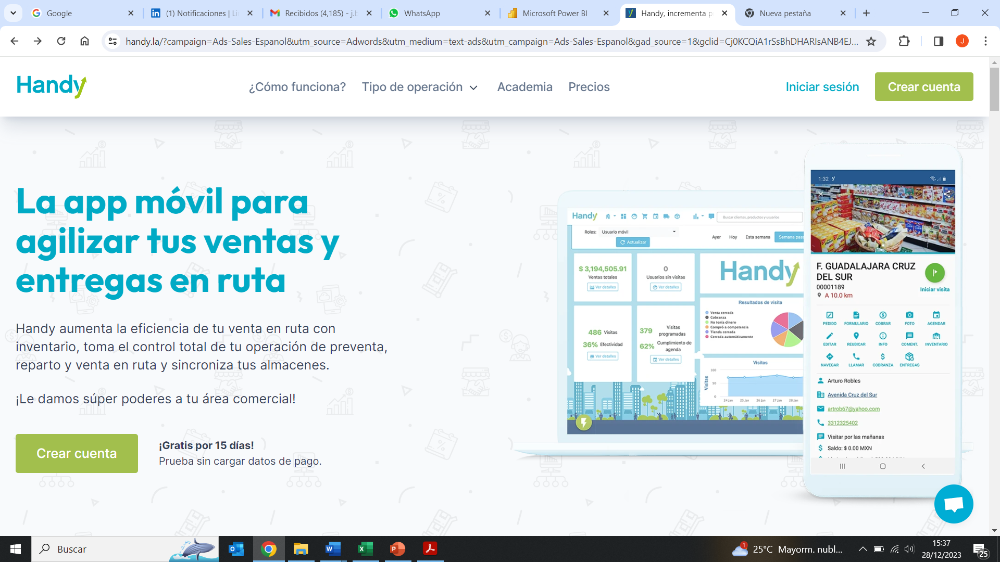 Google
(1) Notificaciones | Li
Recibidos (4,185) - j.b
WhatsApp
Microsoft Power BI
Handy, incrementa p
Nueva pestaña
handy.la/?campaign=Ads-Sales-Espanol&utm_source=Adwords&utm_medium=text-ads&utm_campaign=Ads-Sales-Espanol&gad_source=1&gclid=Cj0KCQiA1rSsBhDHARIsANB4EJ...
J
Handy
¿Cómo funciona?
Tipo de operación
Academia
Precios
Iniciar sesión
Crear cuenta
La app móvil para
agilizar tus ventas y
entregas en ruta
Handy aumenta la eficiencia de tu venta en ruta con
inventario, toma el control total de tu operación de preventa,
reparto y venta en ruta y sincroniza tus almacenes.
¡Le damos súper poderes a tu área comercial!
Crear cuenta
¡Gratis por 15 días!
Prueba sin cargar datos de pago.
Handy
Buscar clientes, productos y usuarios
Roles: Usuario móvil
Actualizar
Ayer Hoy Esta semana Semana pasa
$ 3,194,505.91
Ventas totales
Ver detalles
0
Usuarios sin visitas
Ver detalles
Handy
486 Visitas
36% Efectividad
Ver detalles
379 Visitas programadas
62% Cumplimiento de agenda
Ver detalles
Resultados de visita
Venta cerrada
Cobranza
No tenía dinero
Compró a competencia
Tienda cerrada
Cerrada automáticamente
Visitas
Visitas
100
50
0
24 Jan 25 Jan 26 Jan 27 Jan 28 Jan
1:32 y
F. GUADALAJARA CRUZ
DEL SUR
00001189
A 10.0 km
Iniciar visita
PEDIDO FORMULARIO COBRAR FOTO AGENDAR
EDITAR REUBICAR INFO COMENT. INVENTARIO
NAVEGAR LLAMAR COBRANZA ENTREGAS
Arturo Robles
Avenida Cruz del Sur
artrob67@yahoo.com
3312325402
Visitar por las mañanas
Saldo: $ 0.00 MXN
Buscar
1
25°C Mayorm. nubl...
15:37
28/12/2023
25